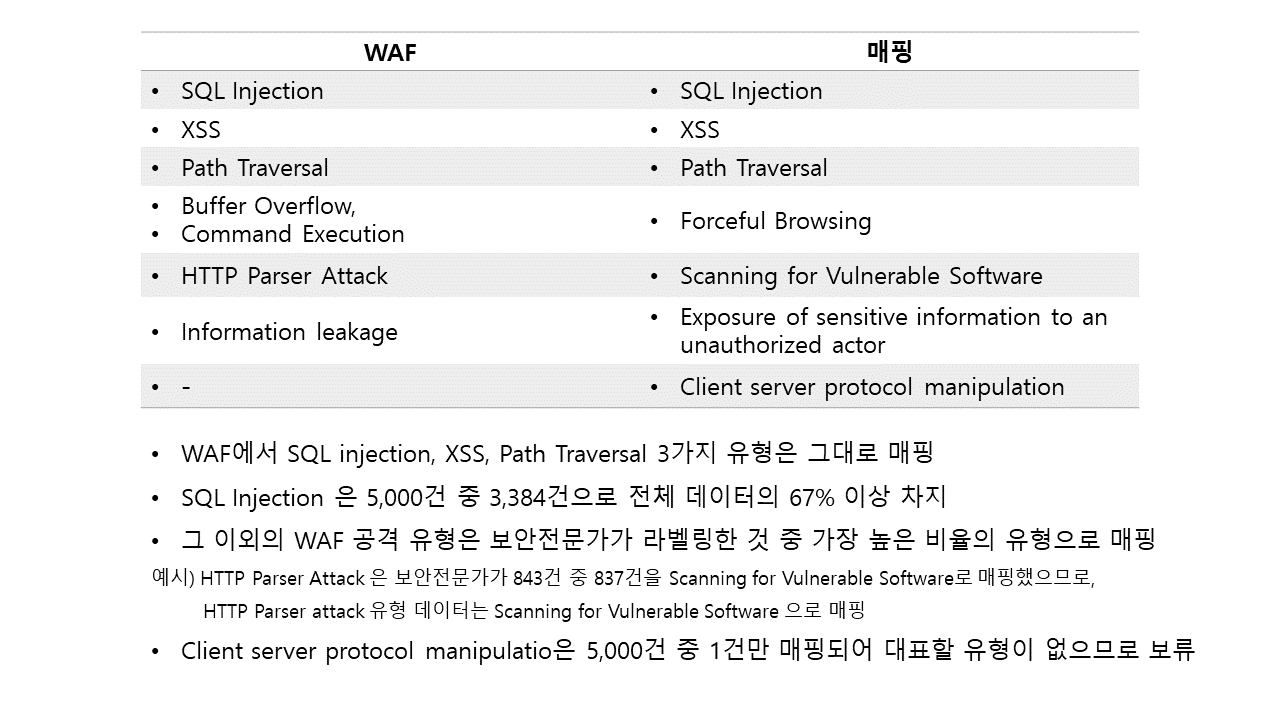 WAF 매핑
• SQL Injection • SQL Injection
• XSS • XSS
• Path Traversal • Path Traversal
• Buffer Overflow,
• Command Execution
• Forceful Browsing
• HTTP Parser Attack • Scanning for Vulnerable Software
• Information leakage
• Exposure of sensitive information to an
unauthorized actor
• - • Client server protocol manipulation
• WAF에서 SQL injection, XSS, Path Traversal 3가지 유형은 그대로 매핑
• SQL Injection 은 5,000건 중 3,384건으로 전체 데이터의 67% 이상 차지
• 그 이외의 WAF 공격 유형은 보안전문가가 라벨링한 것 중 가장 높은 비율의 유형으로 매핑
예시) HTTP Parser Attack 은 보안전문가가 843건 중 837건을 Scanning for Vulnerable Software로 매핑했으므로,
HTTP Parser attack 유형 데이터는 Scanning for Vulnerable Software 으로 매핑
• Client server protocol manipulatio은 5,000건 중 1건만 매핑되어 대표할 유형이 없으므로 보류